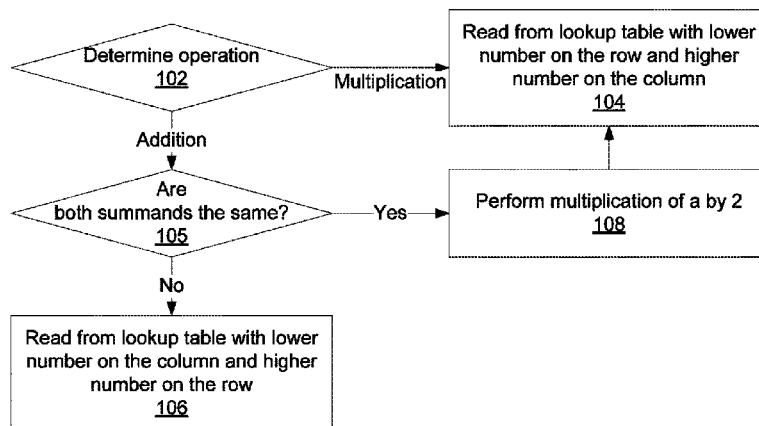 Determine operation
102
Multiplication
Read from lookup table with lower
number on the row and higher
number on the column
104
Addition
Are
both summands the same?
105
Yes
Perform multiplication of a by 2
108
No
Read from lookup table with lower
number on the column and higher
number on the row
106